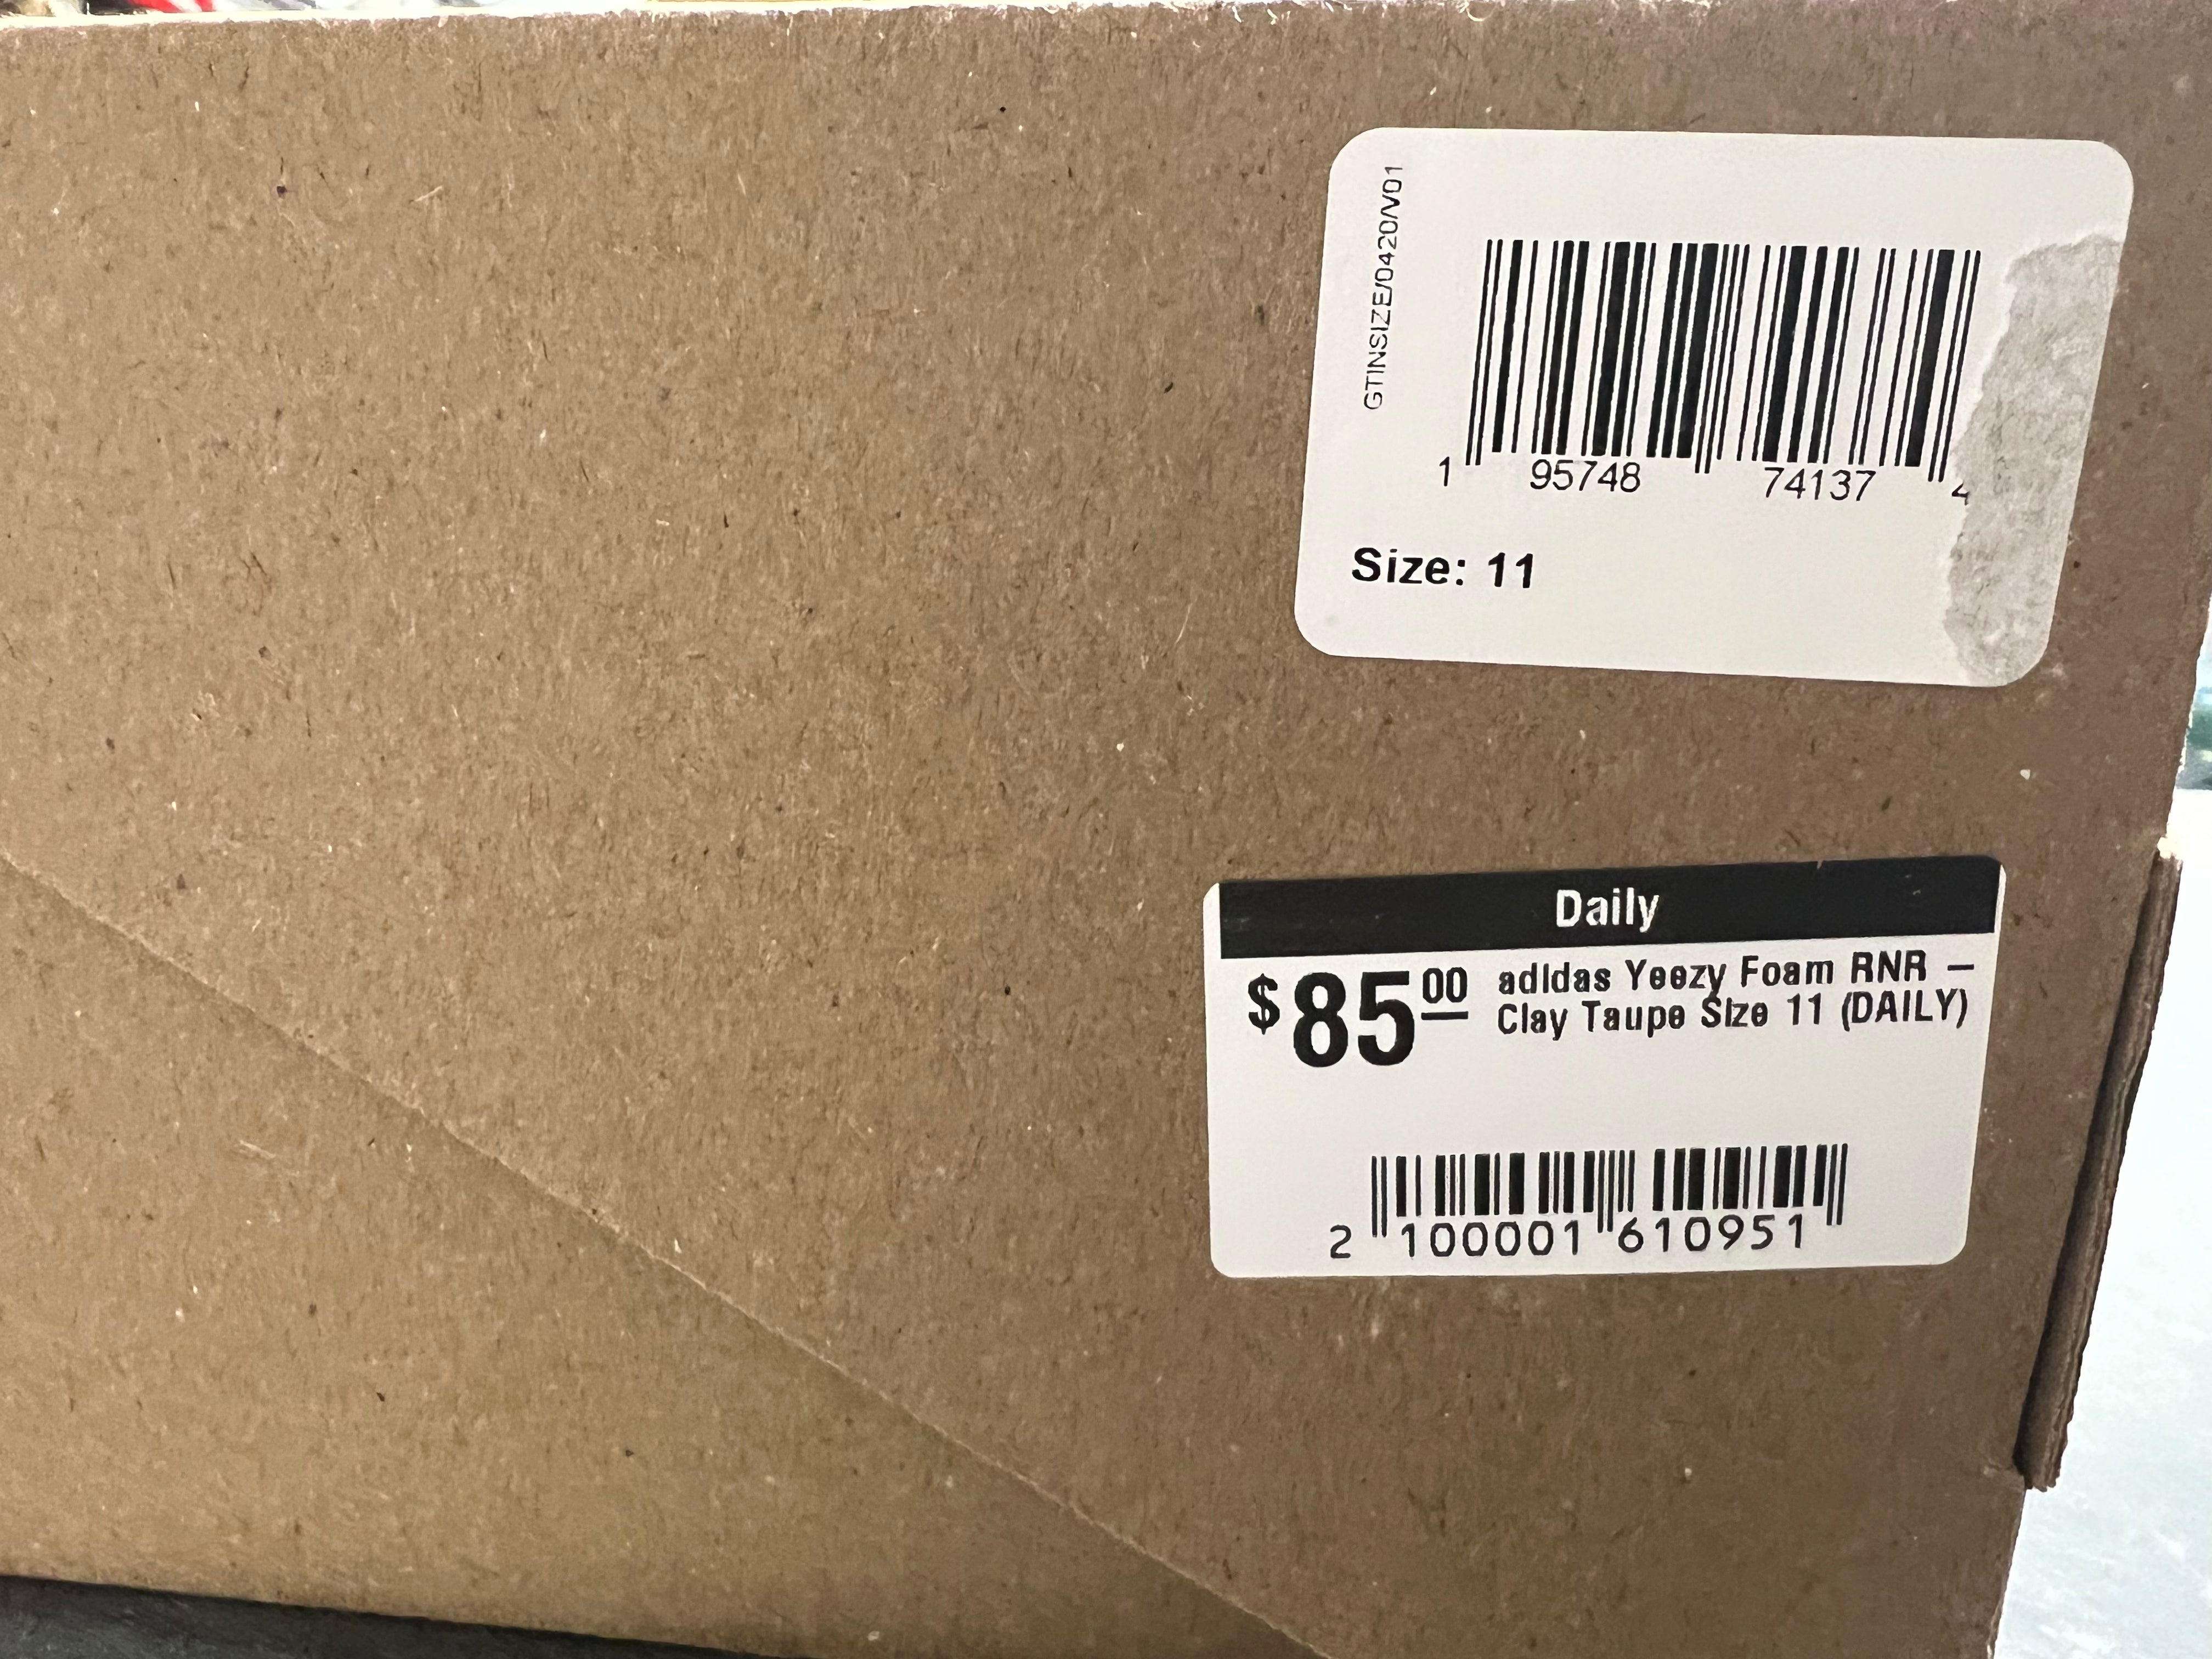 GTINSIZE/0420/V01
1 95748 74137 4
Size: 11
Daily
$85.00 adidas Yeezy Foam RNR –
Clay Taupe Size 11 (DAILY)
2 100001 610951